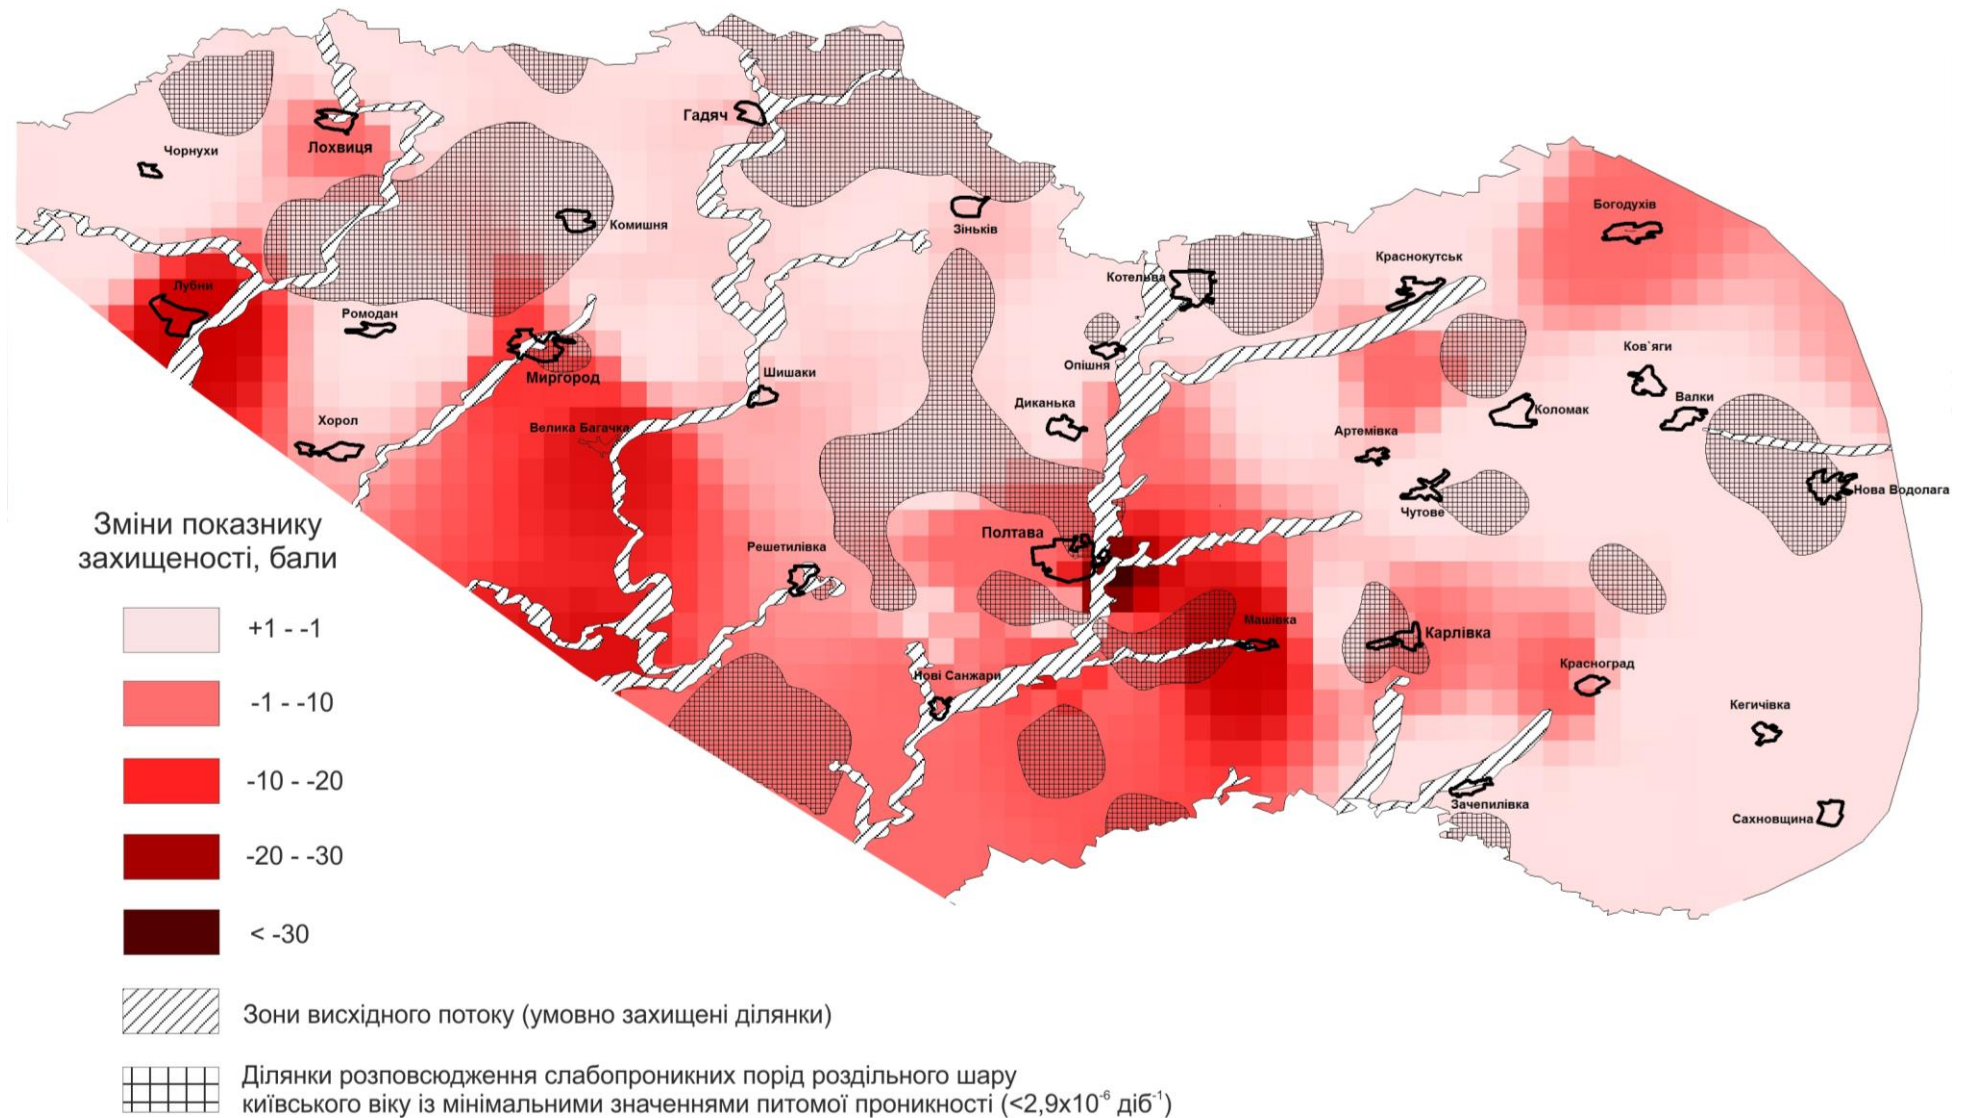 Гадяч
Чорнухи
Лохвиця
Комишня
Зіньків
Богодухів
Котельва
Краснокутськ
Лубни
Ромодан
Миргород
Шишаки
Опішня
Ков`яги
Валки
Диканька
Коломак
Хорол
Велика Багачка
Артемівка
Нова Водолага
Чутове
Полтава
Решетилівка
Машівка
Карлівка
Красноград
Нові Санжари
Кегичівка
Зачепилівка
Сахновщина
Зміни показнику
захищеності, бали
+1 - -1
-1 - -10
-10 - -20
-20 - -30
< -30
Зони висхідного потоку (умовно захищені ділянки)
Ділянки розповсюдження слабопроникних порід роздільного шару
київського віку із мінімальними значеннями питомої проникності (<2,9x10⁻⁶ діб⁻¹)